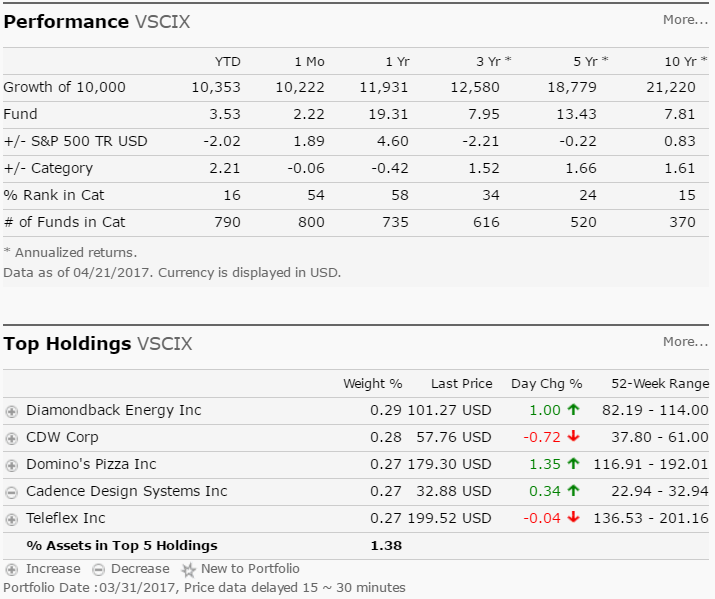 Performance VSCIX More...
YTD 1 Mo 1 Yr 3 Yr * 5 Yr * 10 Yr *
Growth of 10,000 10,353 10,222 11,931 12,580 18,779 21,220
Fund 3.53 2.22 19.31 7.95 13.43 7.81
+/- S&P 500 TR USD -2.02 1.89 4.60 -2.21 -0.22 0.83
+/- Category 2.21 -0.06 -0.42 1.52 1.66 1.61
% Rank in Cat 16 54 58 34 24 15
# of Funds in Cat 790 800 735 616 520 370
* Annualized returns.
Data as of 04/21/2017. Currency is displayed in USD.
Top Holdings VSCIX More...
Weight % Last Price Day Chg % 52-Week Range
Diamondback Energy Inc 0.29 101.27 USD 1.00 82.19 - 114.00
CDW Corp 0.28 57.76 USD -0.72 37.80 - 61.00
Domino's Pizza Inc 0.27 179.30 USD 1.35 116.91 - 192.01
Cadence Design Systems Inc 0.27 32.88 USD 0.34 22.94 - 32.94
Teleflex Inc 0.27 199.52 USD -0.04 136.53 - 201.16
% Assets in Top 5 Holdings 1.38
Increase Decrease New to Portfolio
Portfolio Date :03/31/2017, Price data delayed 15 ~ 30 minutes